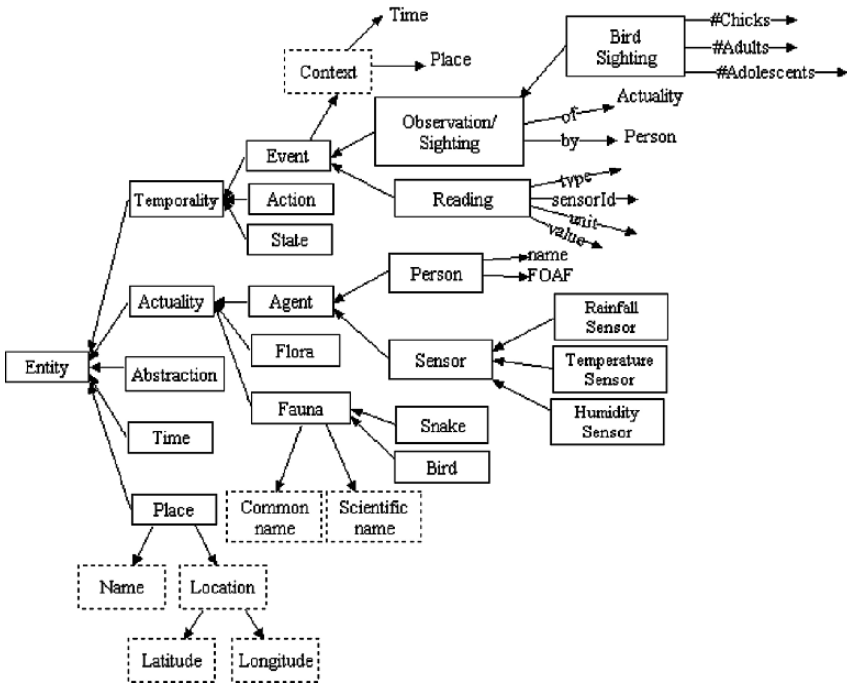 Time
Place
Context
Bird
Sighting
#Chicks
#Adults
#Adolescents
Observation/
Sighting
of
Actuality
by
Person
Event
Temporality
Action
State
Reading
type
sensorId
unit
value
Person
name
FOAF
Actuality
Agent
Flora
Sensor
Rainfall
Sensor
Temperature
Sensor
Humidity
Sensor
Entity
Abstraction
Fauna
Snake
Bird
Time
Common
name
Scientific
name
Place
Name
Location
Latitude
Longitude